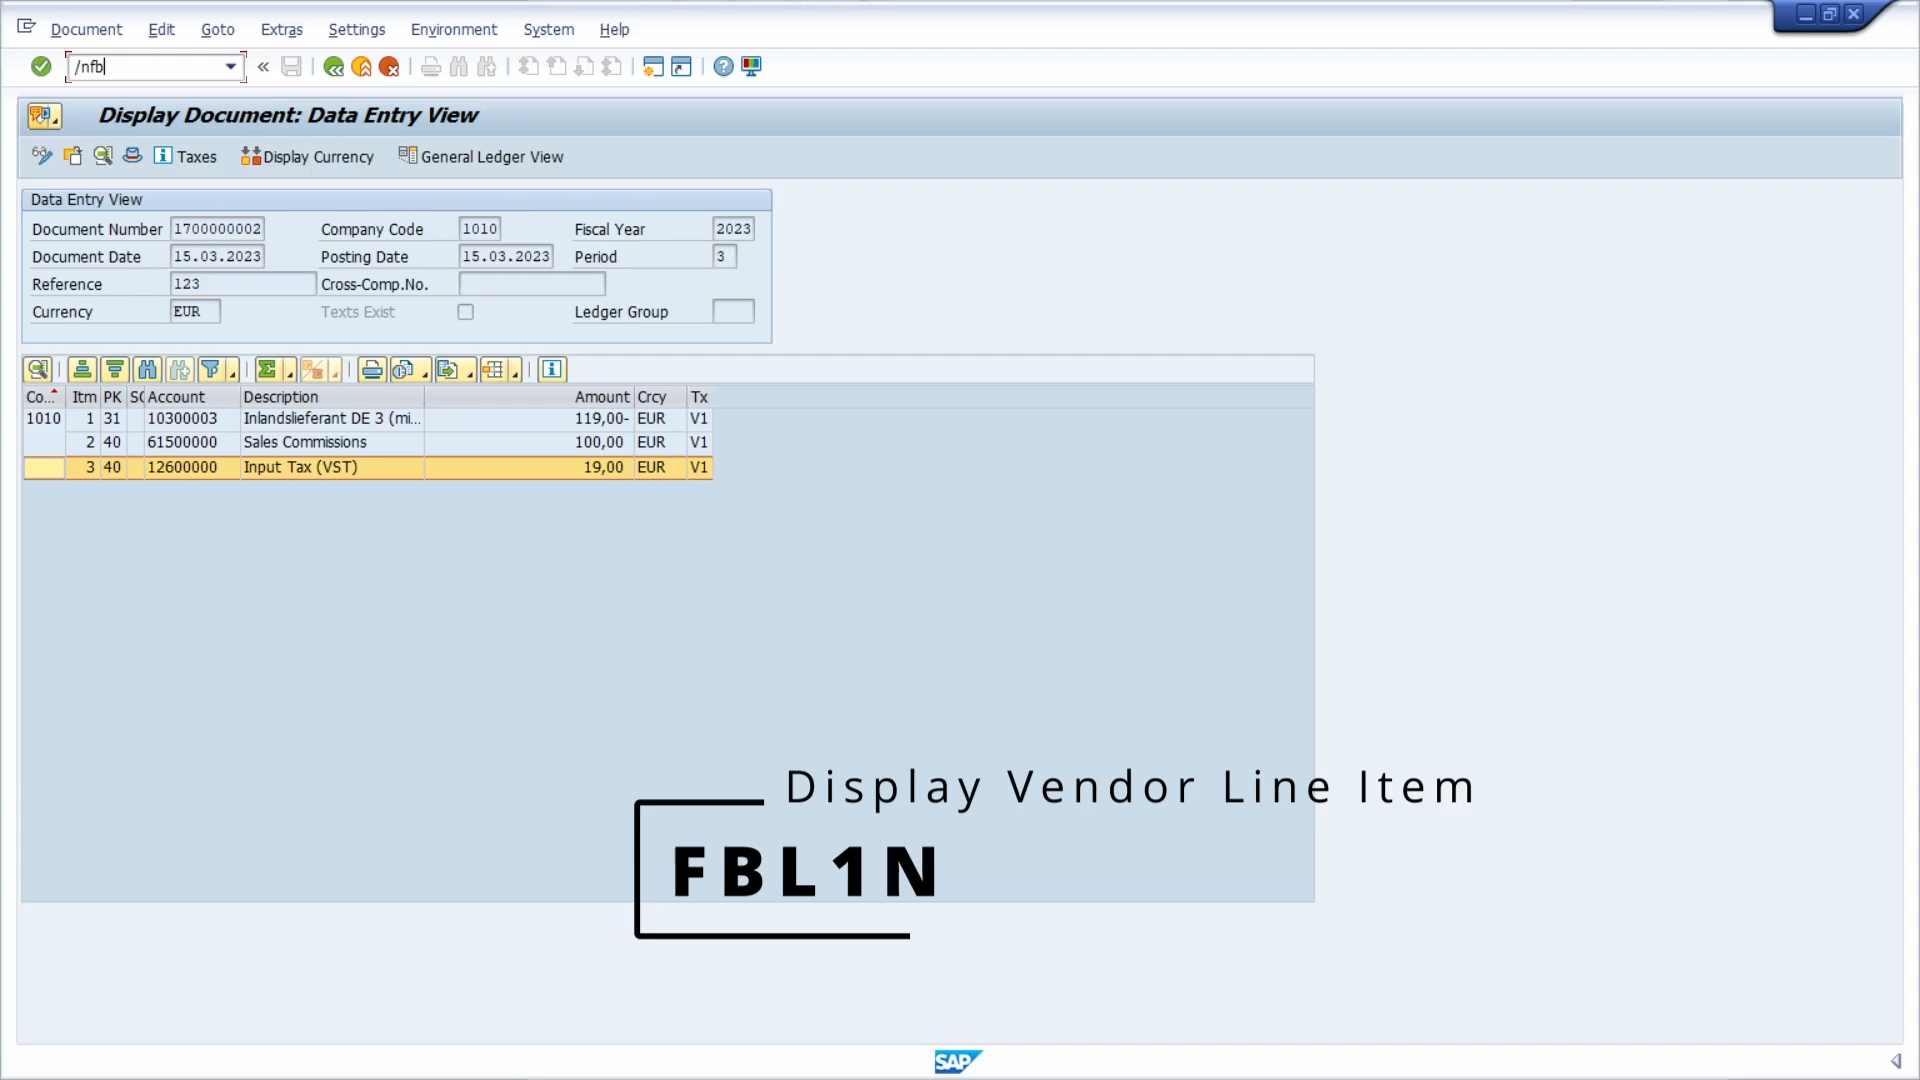 Document Edit Goto Extras Settings Environment System Help
/nfb
Display Document: Data Entry View
Taxes Display Currency General Ledger View
Data Entry View
Document Number 1700000002 Company Code 1010 Fiscal Year 2023
Document Date 15.03.2023 Posting Date 15.03.2023 Period 3
Reference 123 Cross-Comp.No.
Currency EUR Texts Exist Ledger Group
Co... Itm PK SG Account Description Amount Crcy Tx
1010 1 31 10300003 Inlandslieferant DE 3 (mi... 119,00- EUR V1
2 40 61500000 Sales Commissions 100,00 EUR V1
3 40 12600000 Input Tax (VST) 19,00 EUR V1
Display Vendor Line Item
FBL1N
SAP